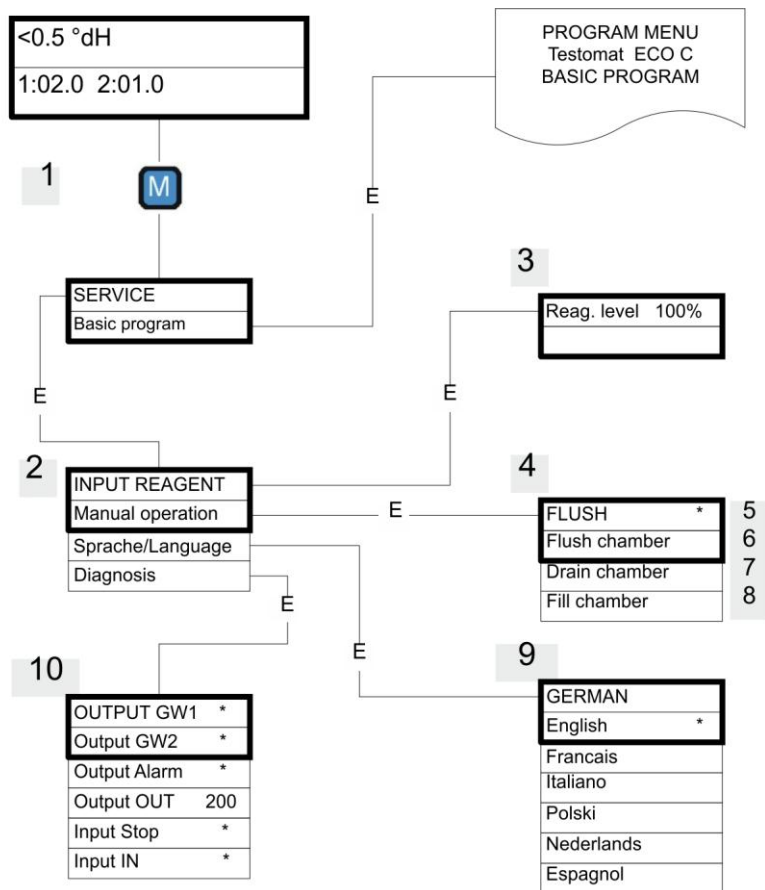 <0.5 °dH
1:02.0 2:01.0
PROGRAM MENU
Testomat ECO C
BASIC PROGRAM
1
M
E
SERVICE
Basic program
3
Reag. level 100%
E
E
2
INPUT REAGENT
Manual operation
Sprache/Language
Diagnosis
E
4
FLUSH *
Flush chamber
Drain chamber
Fill chamber
5
6
7
8
E
E
10
OUTPUT GW1 *
Output GW2 *
Output Alarm *
Output OUT 200
Input Stop *
Input IN *
9
GERMAN
English *
Francais
Italiano
Polski
Nederlands
Espagnol